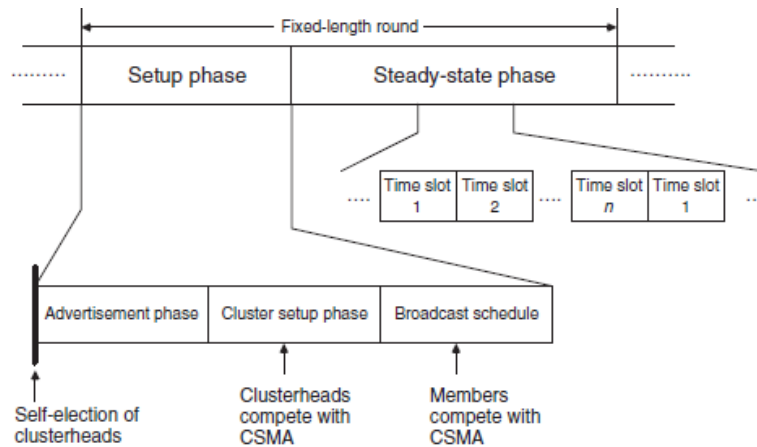 Fixed-length round
......... Setup phase Steady-state phase ..........
.... Time slot 1 Time slot 2 .... Time slot n Time slot 1 ...
Advertisement phase Cluster setup phase Broadcast schedule
Self-election of
clusterheads
Clusterheads
compete with
CSMA
Members
compete with
CSMA